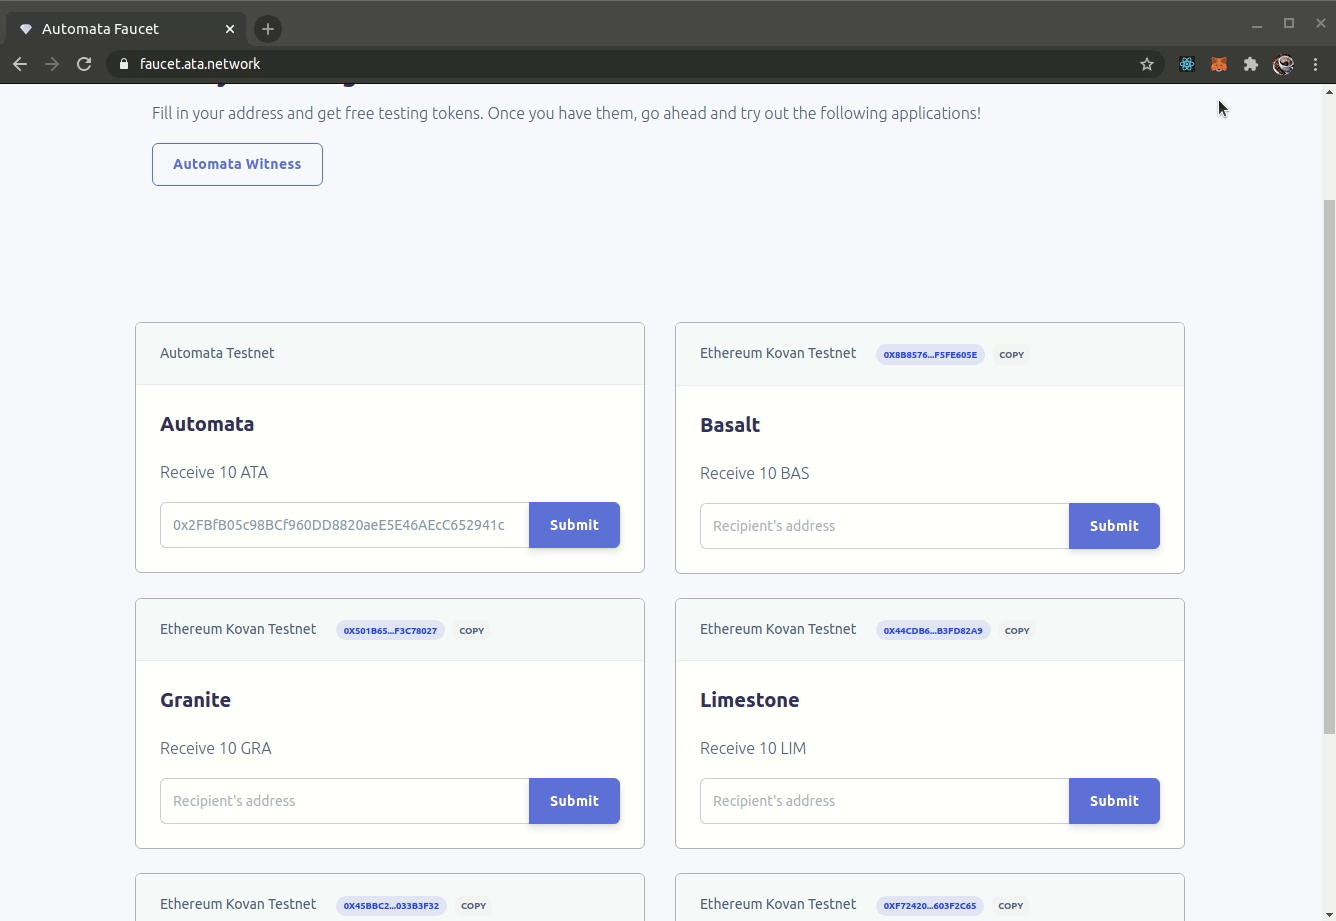 Automata Faucet
faucet.ata.network
Fill in your address and get free testing tokens. Once you have them, go ahead and try out the following applications!
Automata Witness
Automata Testnet
Automata
Receive 10 ATA
0x2FBfB05c98BCf960DD8820aeE5E46AEcC652941c
Submit
Ethereum Kovan Testnet 0X8B8576...F5FE605E COPY
Basalt
Receive 10 BAS
Recipient's address
Submit
Ethereum Kovan Testnet 0X501B65...F3C78027 COPY
Granite
Receive 10 GRA
Recipient's address
Submit
Ethereum Kovan Testnet 0X44CDB6...B3FD82A9 COPY
Limestone
Receive 10 LIM
Recipient's address
Submit
Ethereum Kovan Testnet 0X45BBC2...033B3F32 COPY
Ethereum Kovan Testnet 0XF72420...603F2C65 COPY